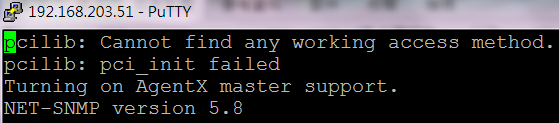 192.168.203.51 - PuTTY
pcilib: Cannot find any working access method.
pcilib: pci_init failed
Turning on AgentX master support.
NET-SNMP version 5.8